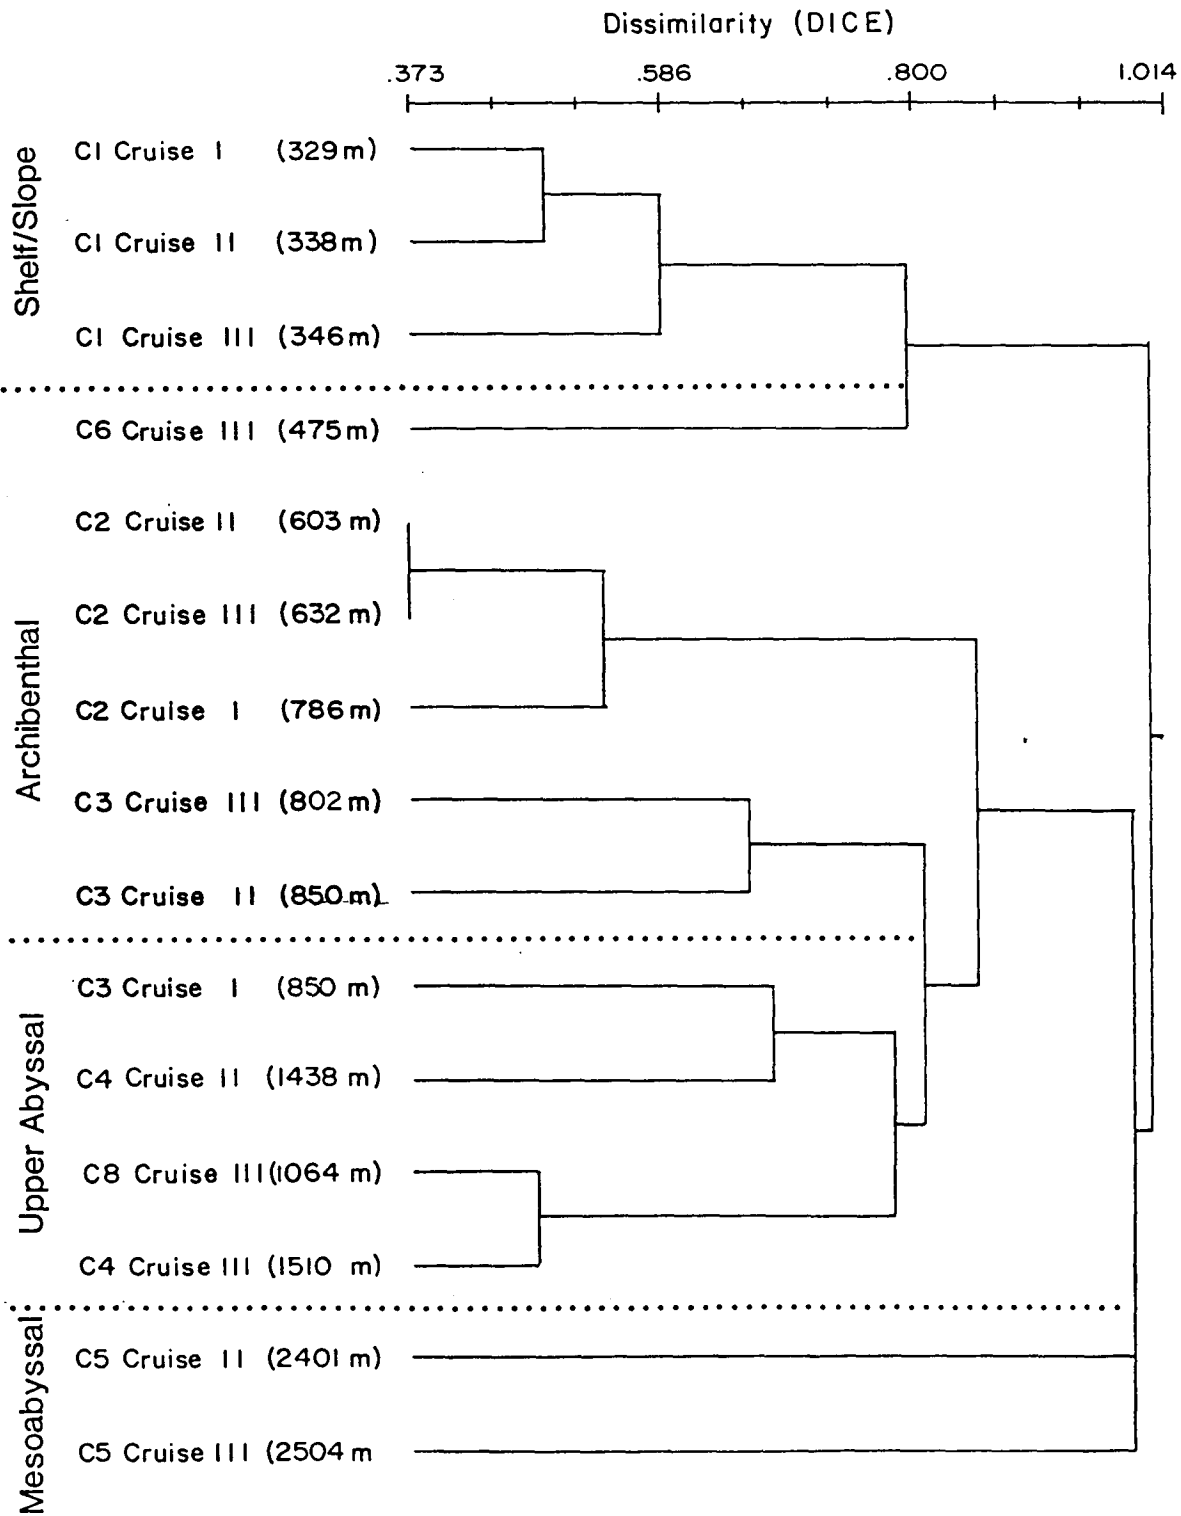 Dissimilarity (DICE)
.373 .586 .800 1.014
Shelf/Slope
C1 Cruise I (329m)
C1 Cruise II (338m)
C1 Cruise III (346m)
Archibenthal
C6 Cruise III (475m)
C2 Cruise II (603 m)
C2 Cruise III (632 m)
C2 Cruise I (786m)
C3 Cruise III (802m)
C3 Cruise II (850 m)
Upper Abyssal
C3 Cruise I (850 m)
C4 Cruise II (1438 m)
C8 Cruise III (1064 m)
C4 Cruise III (1510 m)
Mesoabyssal
C5 Cruise II (2401 m)
C5 Cruise III (2504 m